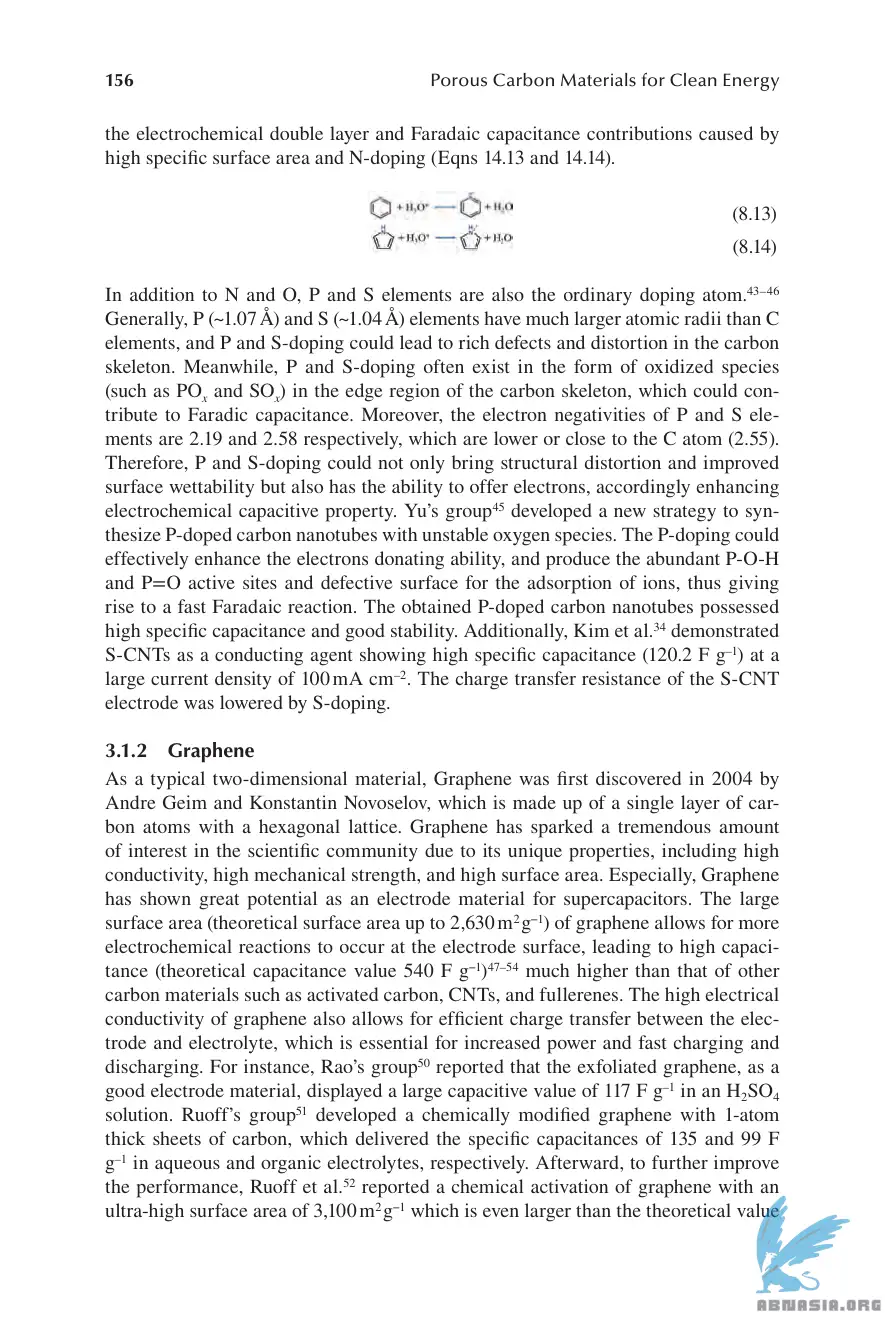 156 Porous Carbon Materials for Clean Energy
the electrochemical double layer and Faradaic capacitance contributions caused by
high specific surface area and N-doping (Eqns 14.13 and 14.14).
+ H₃O⁺ → + H₂O (8.13)
+ H₃O⁺ → + H₂O (8.14)
In addition to N and O, P and S elements are also the ordinary doping atom.⁴³⁻⁴⁶
Generally, P (~1.07 Å) and S (~1.04 Å) elements have much larger atomic radii than C
elements, and P and S-doping could lead to rich defects and distortion in the carbon
skeleton. Meanwhile, P and S-doping often exist in the form of oxidized species
(such as POₓ and SOₓ) in the edge region of the carbon skeleton, which could con-
tribute to Faradic capacitance. Moreover, the electron negativities of P and S ele-
ments are 2.19 and 2.58 respectively, which are lower or close to the C atom (2.55).
Therefore, P and S-doping could not only bring structural distortion and improved
surface wettability but also has the ability to offer electrons, accordingly enhancing
electrochemical capacitive property. Yu's group⁴⁵ developed a new strategy to syn-
thesize P-doped carbon nanotubes with unstable oxygen species. The P-doping could
effectively enhance the electrons donating ability, and produce the abundant P-O-H
and P=O active sites and defective surface for the adsorption of ions, thus giving
rise to a fast Faradaic reaction. The obtained P-doped carbon nanotubes possessed
high specific capacitance and good stability. Additionally, Kim et al.³⁴ demonstrated
S-CNTs as a conducting agent showing high specific capacitance (120.2 F g⁻¹) at a
large current density of 100 mA cm⁻². The charge transfer resistance of the S-CNT
electrode was lowered by S-doping.
3.1.2 Graphene
As a typical two-dimensional material, Graphene was first discovered in 2004 by
Andre Geim and Konstantin Novoselov, which is made up of a single layer of car-
bon atoms with a hexagonal lattice. Graphene has sparked a tremendous amount
of interest in the scientific community due to its unique properties, including high
conductivity, high mechanical strength, and high surface area. Especially, Graphene
has shown great potential as an electrode material for supercapacitors. The large
surface area (theoretical surface area up to 2,630 m² g⁻¹) of graphene allows for more
electrochemical reactions to occur at the electrode surface, leading to high capaci-
tance (theoretical capacitance value 540 F g⁻¹)⁴⁷⁻⁵⁴ much higher than that of other
carbon materials such as activated carbon, CNTs, and fullerenes. The high electrical
conductivity of graphene also allows for efficient charge transfer between the elec-
trode and electrolyte, which is essential for increased power and fast charging and
discharging. For instance, Rao's group⁵⁰ reported that the exfoliated graphene, as a
good electrode material, displayed a large capacitive value of 117 F g⁻¹ in an H₂SO₄
solution. Ruoff's group⁵¹ developed a chemically modified graphene with 1-atom
thick sheets of carbon, which delivered the specific capacitances of 135 and 99 F
g⁻¹ in aqueous and organic electrolytes, respectively. Afterward, to further improve
the performance, Ruoff et al.⁵² reported a chemical activation of graphene with an
ultra-high surface area of 3,100 m² g⁻¹ which is even larger than the theoretical value
ABNASIA.ORG